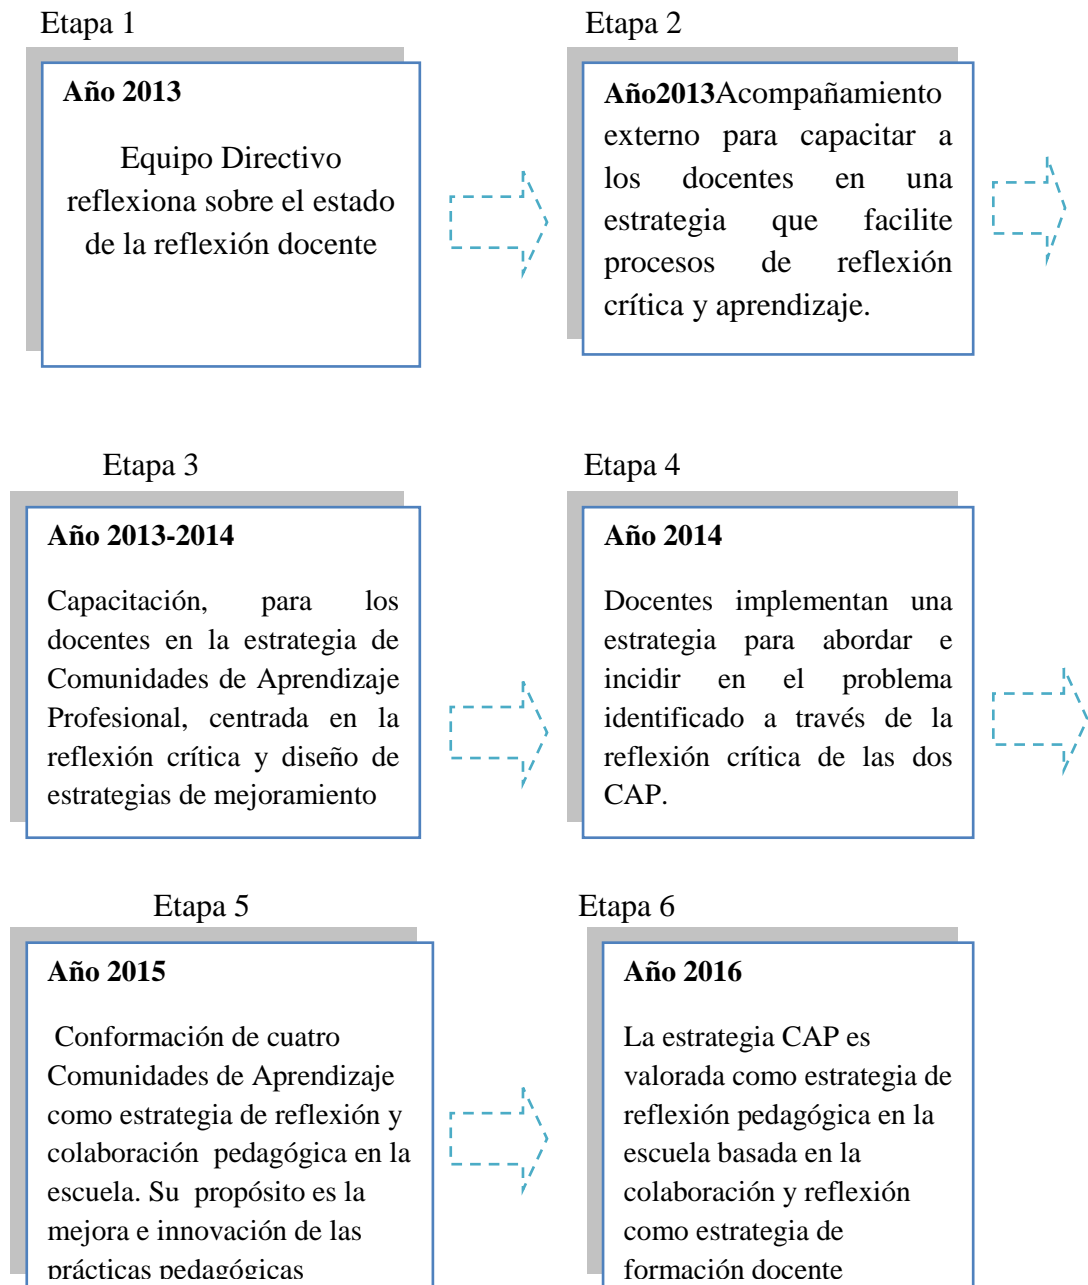 Etapa 1
Año 2013
Equipo Directivo
reflexiona sobre el estado
de la reflexión docente
Etapa 2
Año2013Acompañamiento
externo para capacitar a
los docentes en una
estrategia que facilite
procesos de reflexión
crítica y aprendizaje.
Etapa 3
Año 2013-2014
Capacitación, para los
docentes en la estrategia de
Comunidades de Aprendizaje
Profesional, centrada en la
reflexión crítica y diseño de
estrategias de mejoramiento
Etapa 4
Año 2014
Docentes implementan una
estrategia para abordar e
incidir en el problema
identificado a través de la
reflexión crítica de las dos
CAP.
Etapa 5
Año 2015
Conformación de cuatro
Comunidades de Aprendizaje
como estrategia de reflexión y
colaboración pedagógica en la
escuela. Su propósito es la
mejora e innovación de las
prácticas pedagógicas
Etapa 6
Año 2016
La estrategia CAP es
valorada como estrategia de
reflexión pedagógica en la
escuela basada en la
colaboración y reflexión
como estrategia de
formación docente